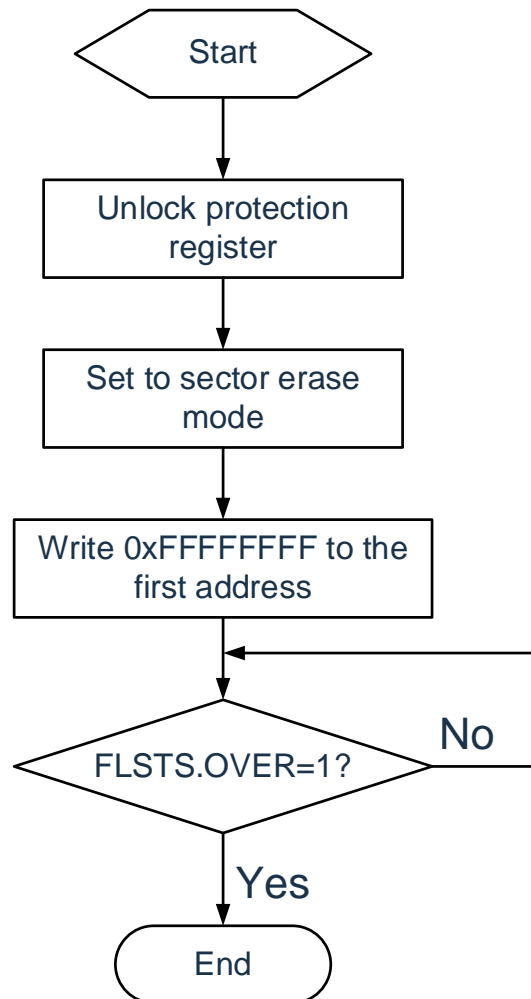 Start
Unlock protection
register
Set to sector erase
mode
Write 0xFFFFFFFF to the
first address
FLSTS.OVER=1?
No
Yes
End